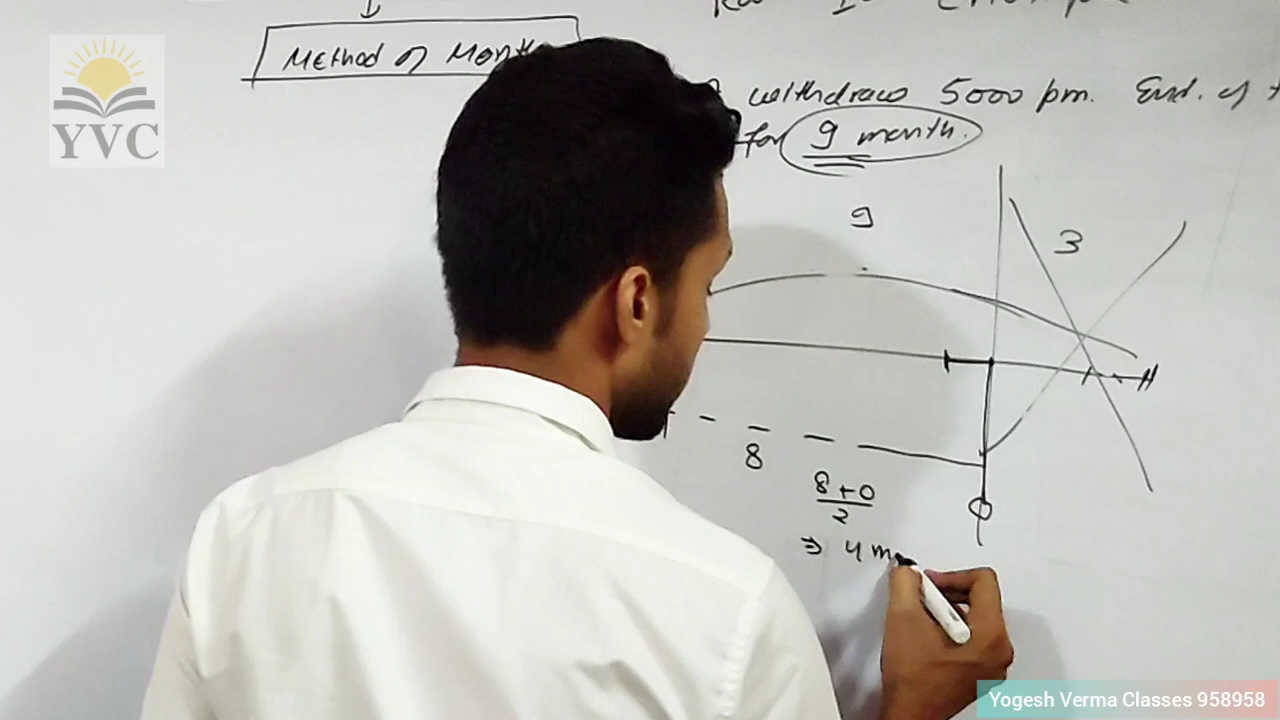 Method of
withdraw 5000 pm. End. of
for 9 month.
9
3
8
8+0
2
⇒ 4 m
0
YVC
Yogesh Verma Classes 958958